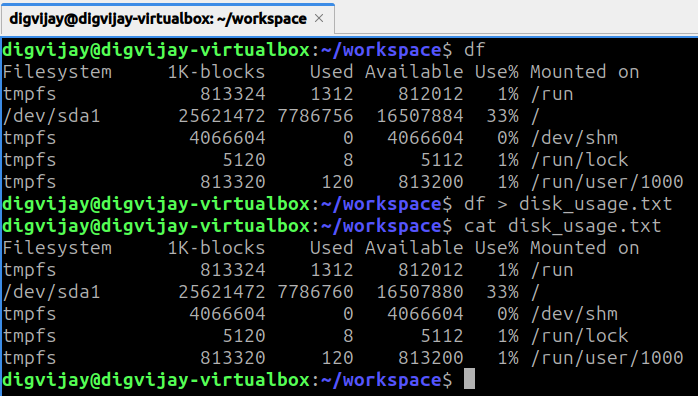 digvijay@digvijay-virtualbox: ~/workspace ×
digvijay@digvijay-virtualbox:~/workspace$ df
Filesystem     1K-blocks    Used Available Use% Mounted on
tmpfs             813324    1312    812012   1% /run
/dev/sda1       25621472 7786756  16507884  33% /
tmpfs            4066604       0   4066604   0% /dev/shm
tmpfs               5120       8      5112   1% /run/lock
tmpfs             813320     120    813200   1% /run/user/1000
digvijay@digvijay-virtualbox:~/workspace$ df > disk_usage.txt
digvijay@digvijay-virtualbox:~/workspace$ cat disk_usage.txt
Filesystem     1K-blocks    Used Available Use% Mounted on
tmpfs             813324    1312    812012   1% /run
/dev/sda1       25621472 7786760  16507880  33% /
tmpfs            4066604       0   4066604   0% /dev/shm
tmpfs               5120       8      5112   1% /run/lock
tmpfs             813320     120    813200   1% /run/user/1000
digvijay@digvijay-virtualbox:~/workspace$